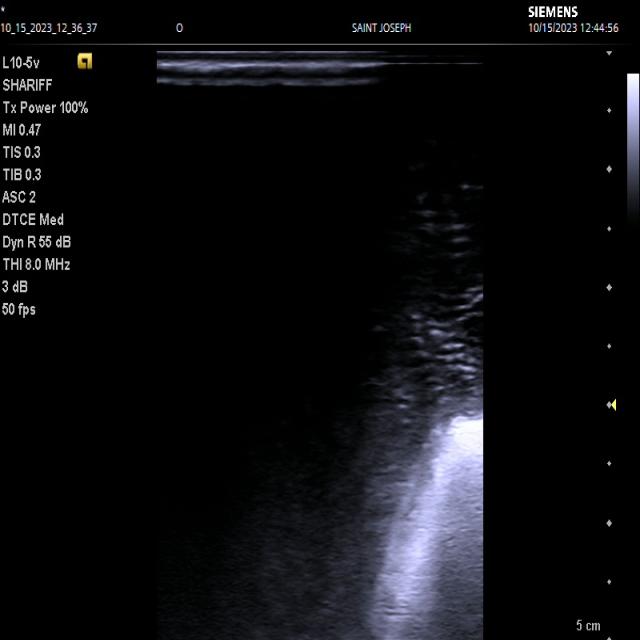 *
SIEMENS
10_15_2023_12_36_37 O SAINT JOSEPH 10/15/2023 12:44:56
L10-5v
SHARIFF
Tx Power 100%
MI 0.47
TIS 0.3
TIB 0.3
ASC 2
DTCE Med
Dyn R 55 dB
THI 8.0 MHz
3 dB
50 fps
5 cm